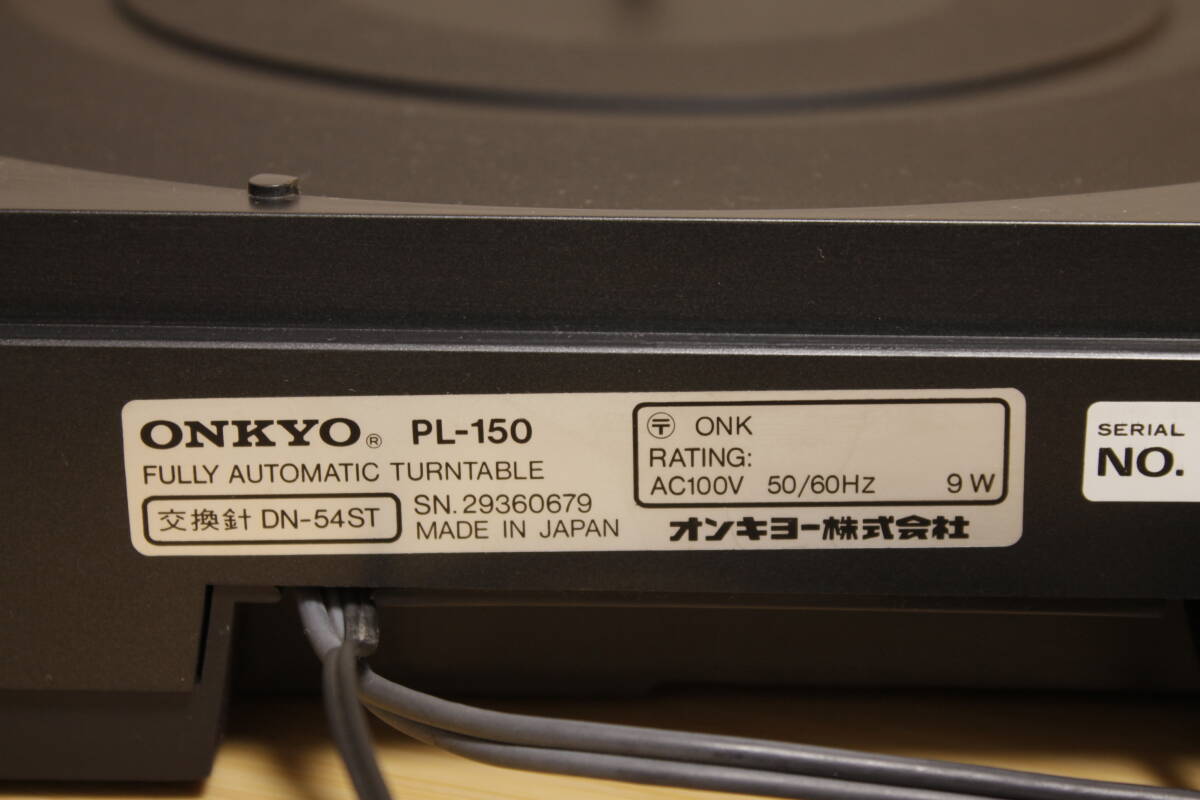 ONKYO® PL-150
FULLY AUTOMATIC TURNTABLE
交換針 DN-54ST
SN.29360679
MADE IN JAPAN
〶 ONK
RATING:
AC100V 50/60Hz 9W
オンキヨー株式会社
SERIAL
NO.